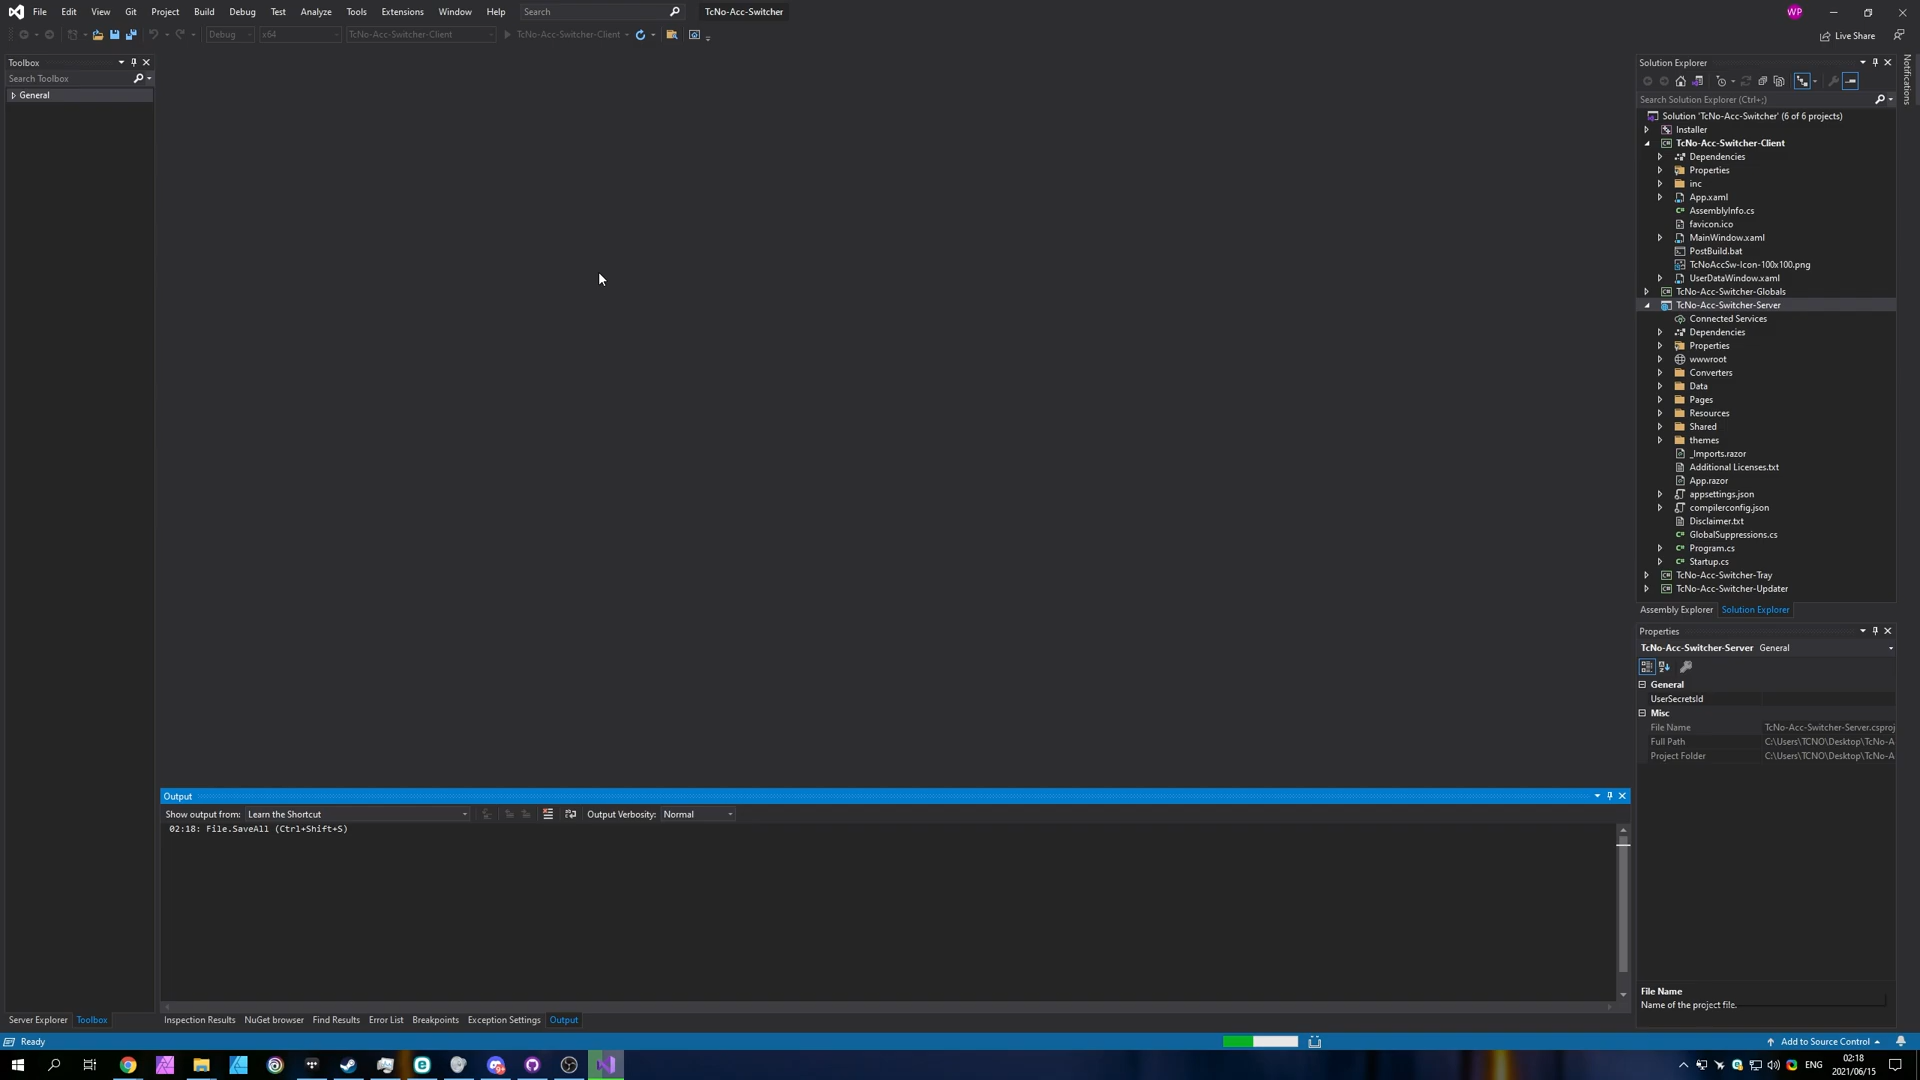 File Edit View Git Project Build Debug Test Analyze Tools Extensions Window Help Search TcNo-Acc-Switcher WP
Debug x64 TcNo-Acc-Switcher-Client TcNo-Acc-Switcher-Client Live Share
Toolbox
Search Toolbox
General
Solution Explorer
Search Solution Explorer (Ctrl+;)
Solution 'TcNo-Acc-Switcher' (6 of 6 projects)
Installer
TcNo-Acc-Switcher-Client
Dependencies
Properties
inc
App.xaml
AssemblyInfo.cs
favicon.ico
MainWindow.xaml
PostBuild.bat
TcNoAccSw-Icon-100x100.png
UserDataWindow.xaml
TcNo-Acc-Switcher-Globals
TcNo-Acc-Switcher-Server
Connected Services
Dependencies
Properties
wwwroot
Converters
Data
Pages
Resources
Shared
themes
_Imports.razor
Additional Licenses.txt
App.razor
appsettings.json
compilerconfig.json
Disclaimer.txt
GlobalSuppressions.cs
Program.cs
Startup.cs
TcNo-Acc-Switcher-Tray
TcNo-Acc-Switcher-Updater
Assembly Explorer Solution Explorer
Notifications
Properties
TcNo-Acc-Switcher-Server General
General
UserSecretsId
Misc
File Name TcNo-Acc-Switcher-Server.csproj
Full Path C:\Users\TCNO\Desktop\TcNo-A
Project Folder C:\Users\TCNO\Desktop\TcNo-A
File Name
Name of the project file.
Output
Show output from: Learn the Shortcut Output Verbosity: Normal
02:18: File.SaveAll (Ctrl+Shift+S)
Server Explorer Toolbox Inspection Results NuGet browser Find Results Error List Breakpoints Exception Settings Output
Ready Add to Source Control
ENG 02:18
2021/06/15